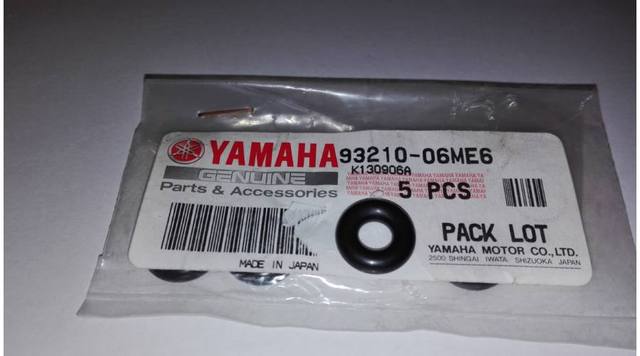 YAMAHA 93210-06ME6
GENUINE K130906A
Parts & Accessories 5 PCS
PACK LOT
YAMAHA MOTOR CO.,LTD.
2500 SHINGAI IWATA SHIZUOKA JAPAN
MADE IN JAPAN